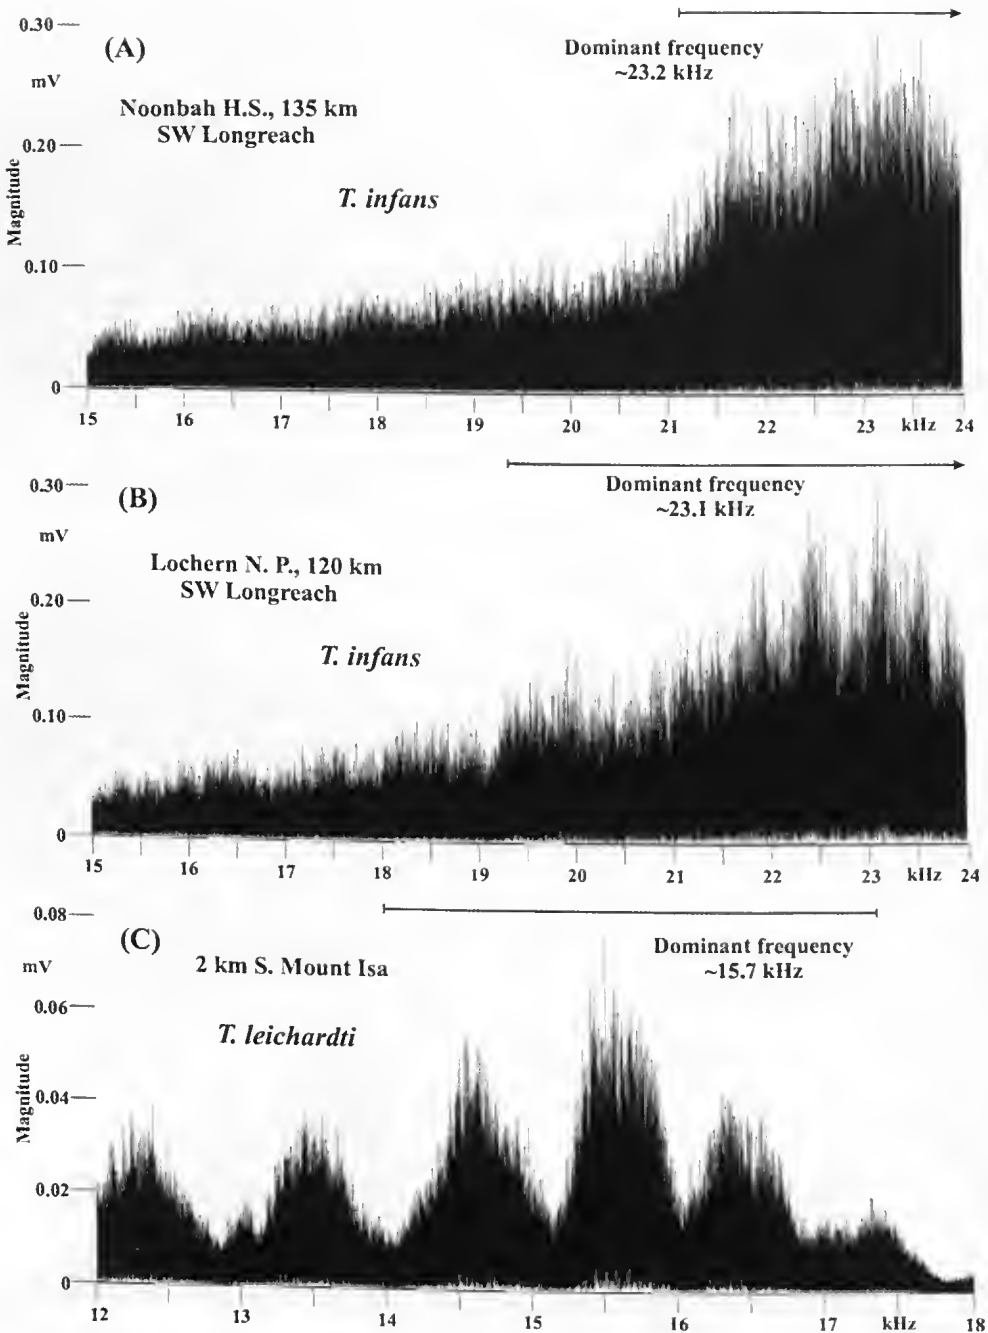 0.30
(A)
mV
Dominant frequency
~23.2 kHz
Noonbah H.S., 135 km
SW Longreach
0.20
T. infans
Magnitude
0.10
0
15 16 17 18 19 20 21 22 23 kHz 24
0.30
(B)
mV
Dominant frequency
~23.1 kHz
Lochern N. P., 120 km
SW Longreach
0.20
T. infans
Magnitude
0.10
0
15 16 17 18 19 20 21 22 23 kHz 24
0.08
(C)
mV
Dominant frequency
~15.7 kHz
2 km S. Mount Isa
0.06
T. leichardti
Magnitude
0.04
0.02
0
12 13 14 15 16 17 kHz 18